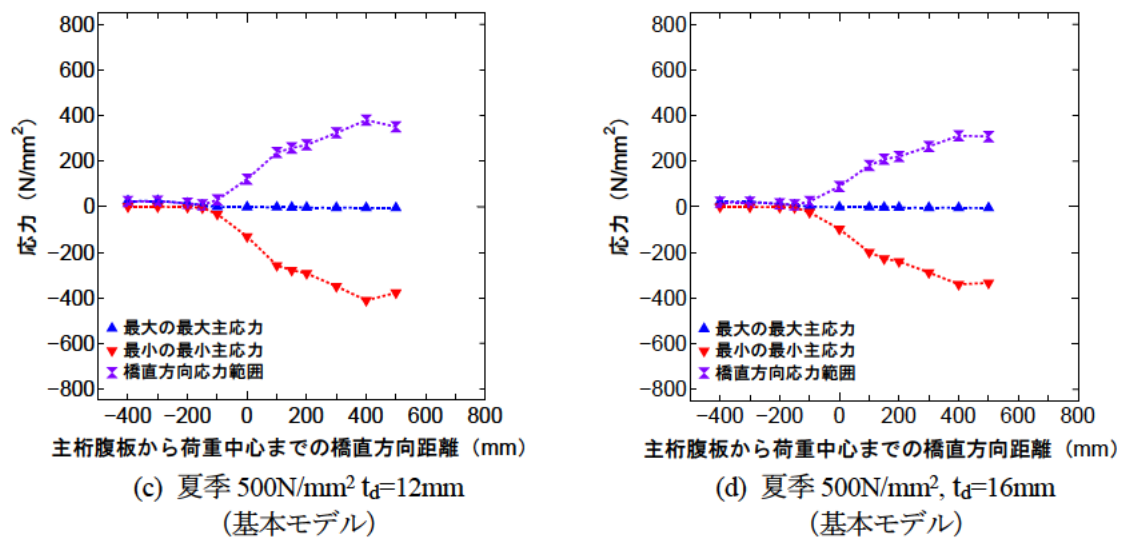 800
600
400
200
0
−200
−400
−600
−800
応力（N/mm²）
▲ 最大の最大主応力
▼ 最小の最小主応力
橋直方向応力範囲
−400 −200 0 200 400 600 800
主桁腹板から荷重中心までの橋直方向距離（mm）
(c) 夏季 500N/mm² t_d=12mm
（基本モデル）
800
600
400
200
0
−200
−400
−600
−800
応力（N/mm²）
▲ 最大の最大主応力
▼ 最小の最小主応力
橋直方向応力範囲
−400 −200 0 200 400 600 800
主桁腹板から荷重中心までの橋直方向距離（mm）
(d) 夏季 500N/mm², t_d=16mm
（基本モデル）